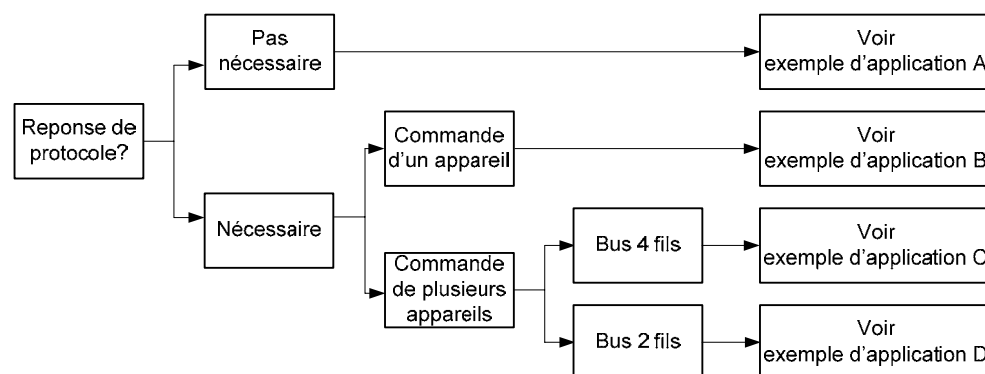 Pas
nécessaire
Voir
exemple d'application A
Reponse de
protocole?
Commande
d'un appareil
Voir
exemple d'application B
Nécessaire
Commande
de plusieurs
appareils
Bus 4 fils
Voir
exemple d'application C
Bus 2 fils
Voir
exemple d'application D